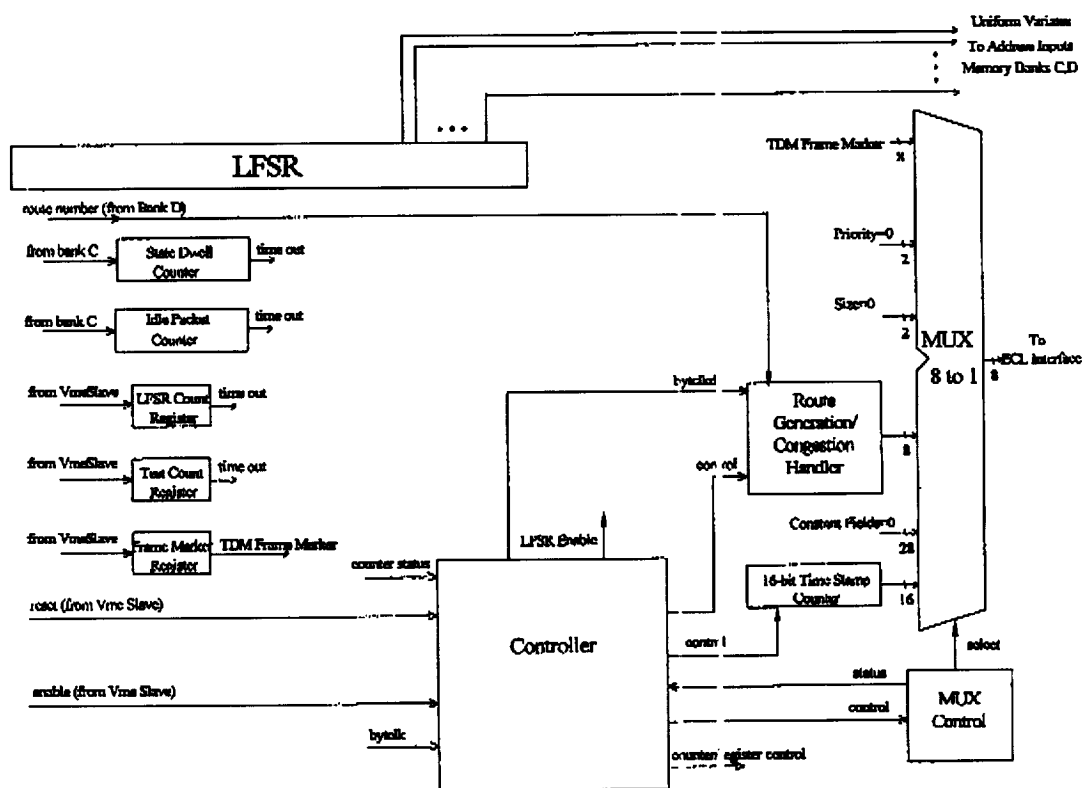 Uniform Variates
To Address Inputs
Memory Banks C,D
LFSR
TDM Frame Marker
8
route number (from Bank D)
from bank C
State Dwell
Counter
time out
Priority=0
2
from bank C
Idle Packet
Counter
time out
Size=0
2
MUX
8 to 1
To
ECL Interface
8
from VmeSlave
LFSR Count
Register
time out
byteclkd
Route
Generation/
Congestion
Handler
8
from VmeSlave
Test Count
Register
time out
control
from VmeSlave
Frame Marker
Register
TDM Frame Marker
LFSR Enable
Constant Fields=0
28
counter status
16-bit Time Stamp
Counter
16
reset (from Vme Slave)
Controller
control
select
status
enable (from Vme Slave)
control
MUX
Control
byteclk
counter/register control